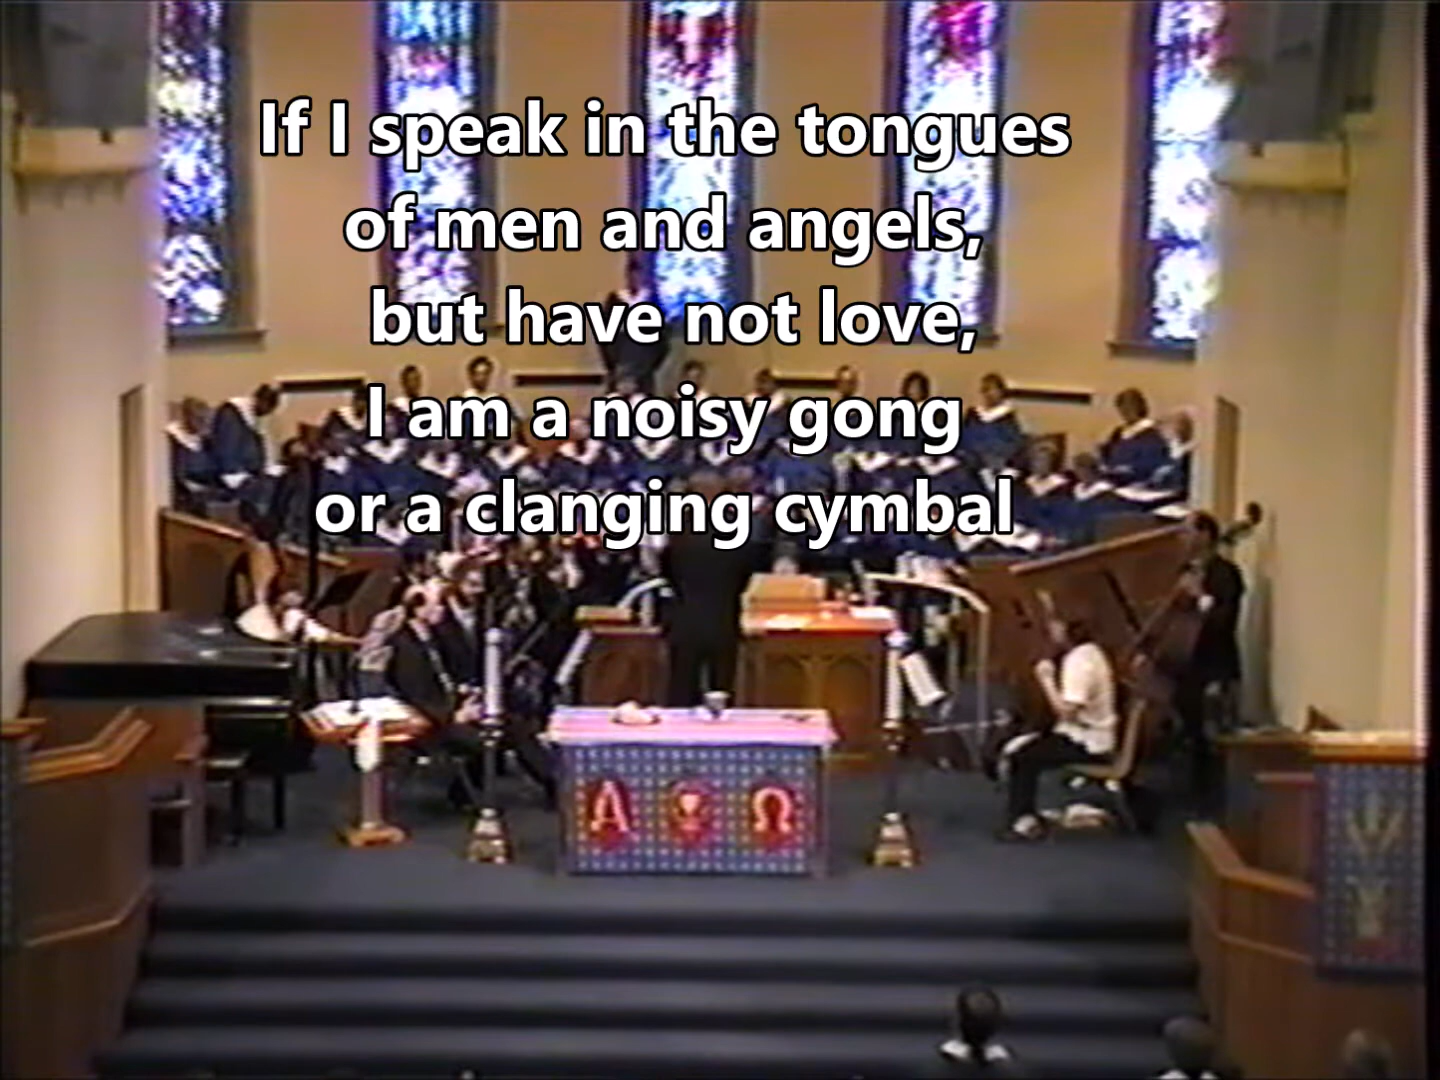 If I speak in the tongues
of men and angels,
but have not love,
I am a noisy gong
or a clanging cymbal
Α Ω